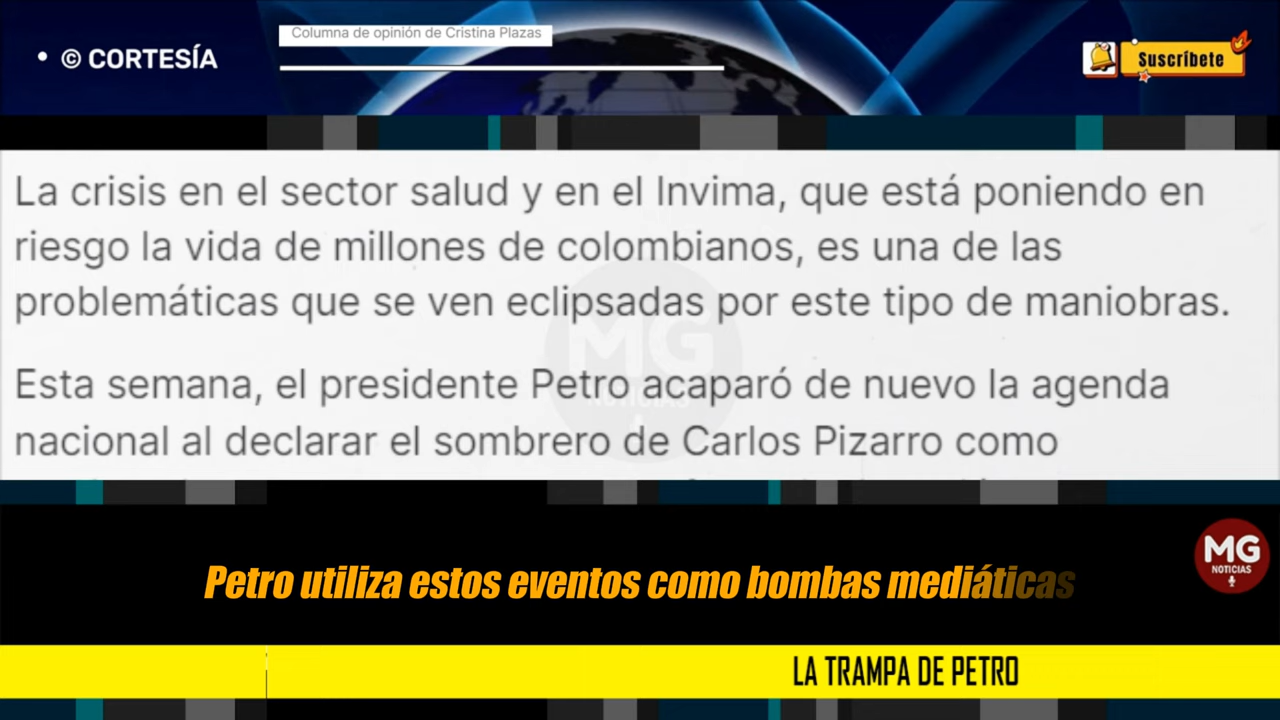 • © CORTESÍA
Columna de opinión de Cristina Plazas
Suscríbete
La crisis en el sector salud y en el Invima, que está poniendo en
riesgo la vida de millones de colombianos, es una de las
problemáticas que se ven eclipsadas por este tipo de maniobras.
Esta semana, el presidente Petro acaparó de nuevo la agenda
nacional al declarar el sombrero de Carlos Pizarro como
MG
NOTICIAS
Petro utiliza estos eventos como bombas mediáticas
MG
NOTICIAS
LA TRAMPA DE PETRO